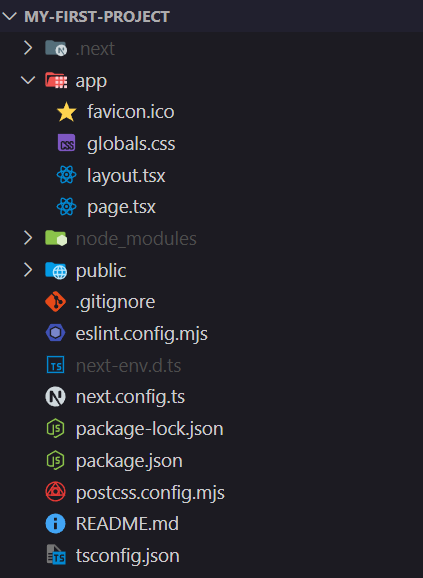 MY-FIRST-PROJECT
.next
app
favicon.ico
globals.css
layout.tsx
page.tsx
node_modules
public
.gitignore
eslint.config.mjs
next-env.d.ts
next.config.ts
package-lock.json
package.json
postcss.config.mjs
README.md
tsconfig.json